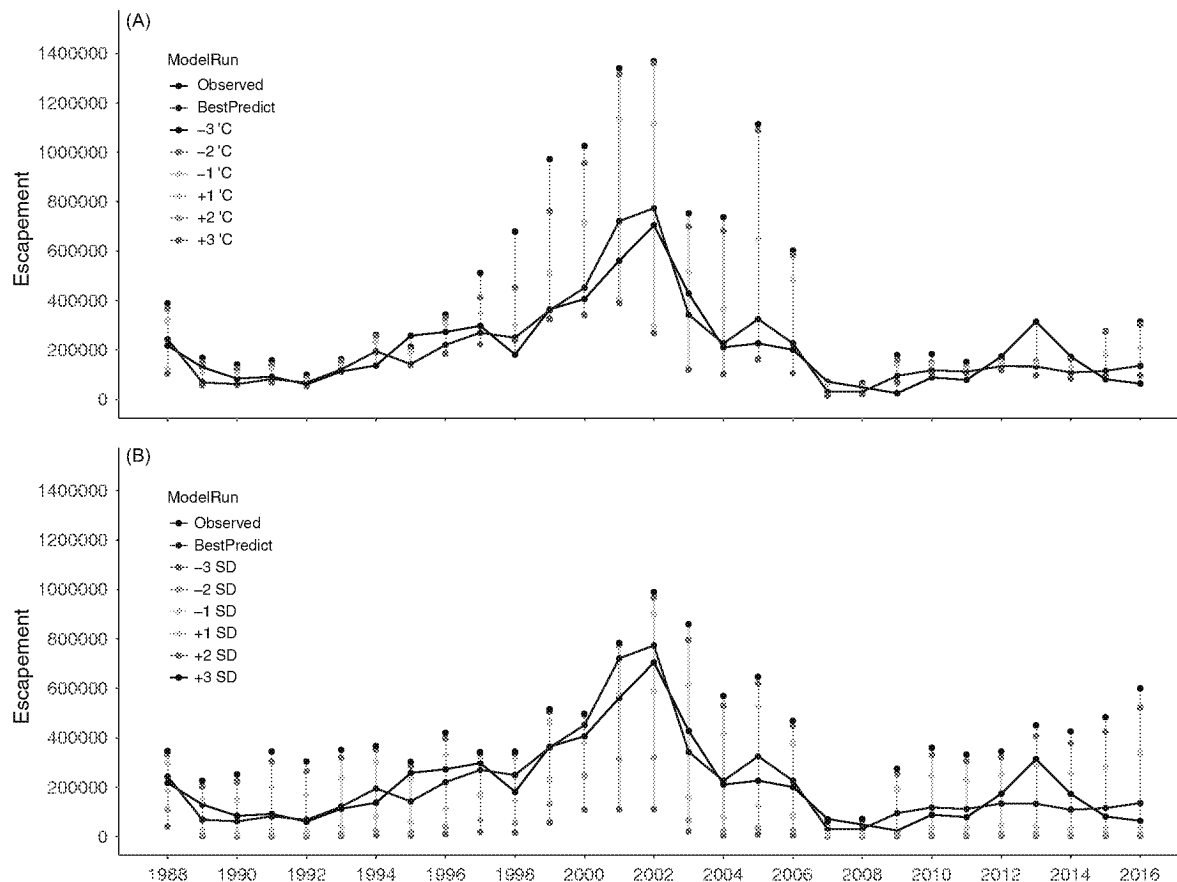 (A)
1400000
1200000
1000000
800000
600000
400000
200000
0
Escapement
ModelRun
Observed
BestPredict
−3 'C
−2 'C
−1 'C
+1 'C
+2 'C
+3 'C
(B)
1400000
1200000
1000000
800000
600000
400000
200000
0
Escapement
ModelRun
Observed
BestPredict
−3 SD
−2 SD
−1 SD
+1 SD
+2 SD
+3 SD
1988 1990 1992 1994 1996 1998 2000 2002 2004 2006 2008 2010 2012 2014 2016